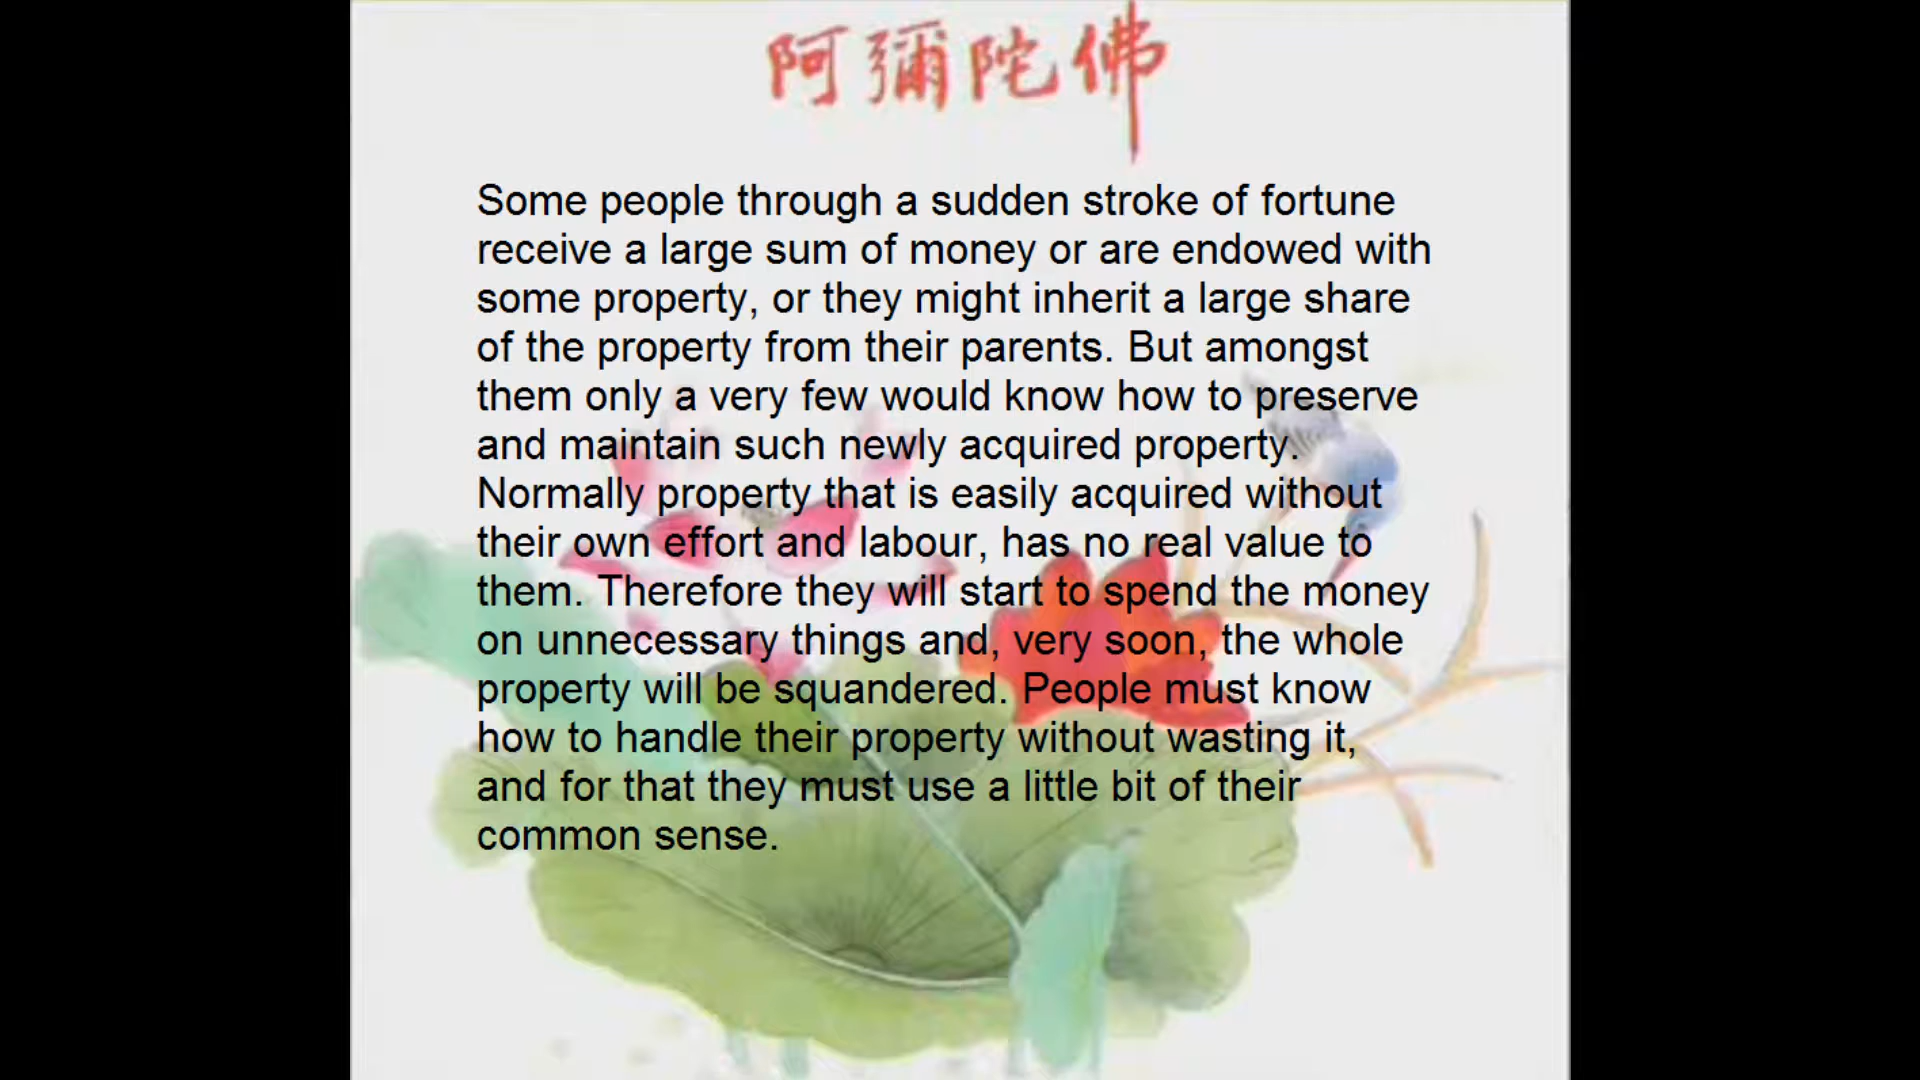 阿彌陀佛
Some people through a sudden stroke of fortune
receive a large sum of money or are endowed with
some property, or they might inherit a large share
of the property from their parents. But amongst
them only a very few would know how to preserve
and maintain such newly acquired property.
Normally property that is easily acquired without
their own effort and labour, has no real value to
them. Therefore they will start to spend the money
on unnecessary things and, very soon, the whole
property will be squandered. People must know
how to handle their property without wasting it,
and for that they must use a little bit of their
common sense.